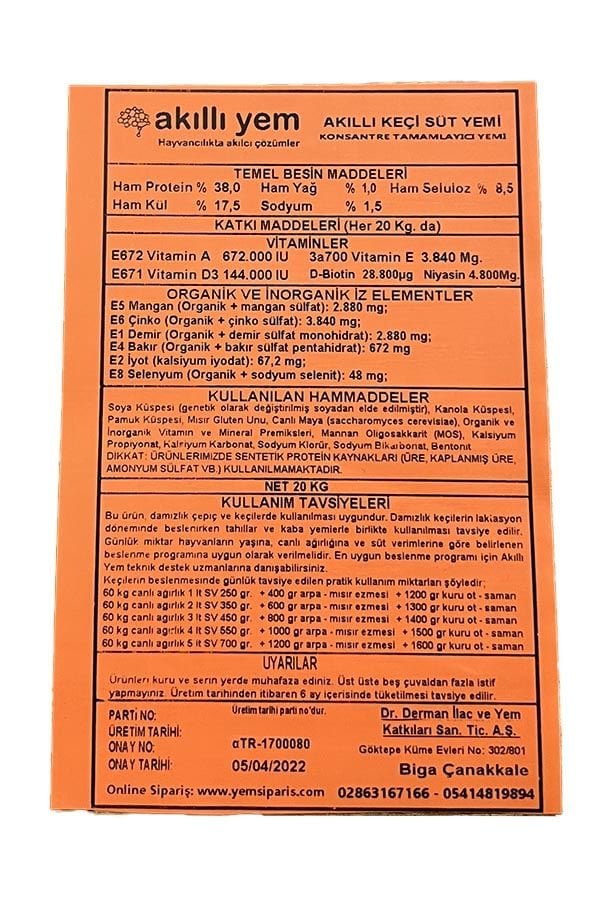 akıllı yem
Hayvancılıkta akılcı çözümler
AKILLI KEÇİ SÜT YEMİ
KONSANTRE TAMAMLAYICI YEMİ
TEMEL BESİN MADDELERİ
Ham Protein % 38,0 Ham Yağ % 1,0 Ham Seluloz % 8,5
Ham Kül % 17,5 Sodyum % 1,5
KATKI MADDELERİ (Her 20 Kg. da)
VİTAMİNLER
E672 Vitamin A 672.000 IU 3a700 Vitamin E 3.840 Mg.
E671 Vitamin D3 144.000 IU D-Biotin 28.800µg Niyasin 4.800Mg.
ORGANİK VE İNORGANİK İZ ELEMENTLER
E5 Mangan (Organik + mangan sülfat): 2.880 mg;
E6 Çinko (Organik + çinko sülfat): 3.840 mg;
E1 Demir (Organik + demir sülfat monohidrat): 2.880 mg;
E4 Bakır (Organik + bakır sülfat pentahidrat): 672 mg
E2 İyot (kalsiyum iyodat): 67,2 mg;
E8 Selenyum (Organik + sodyum selenit): 48 mg;
KULLANILAN HAMMADDELER
Soya Küspesi (genetik olarak değiştirilmiş soyadan elde edilmiştir), Kanola Küspesi,
Pamuk Küspesi, Mısır Gluten Unu, Canlı Maya (saccharomyces cerevisiae), Organik ve
İnorganik Vitamin ve Mineral Premiksleri, Mannan Oligosakkarit (MOS), Kalsiyum
Propiyonat, Kalsiyum Karbonat, Sodyum Klorür, Sodyum Bikarbonat, Bentonit
DİKKAT: ÜRÜNLERIMIZDE SENTETİK PROTEİN KAYNAKLARI (ÜRE, KAPLANMIŞ ÜRE,
AMONYUM SÜLFAT VB.) KULLANILMAMAKTADIR.
NET 20 KG
KULLANIM TAVSİYELERİ
Bu ürün, damızlık çepiç ve keçilerde kullanılması uygundur. Damızlık keçilerin laktasyon
döneminde beslenirken tahıllar ve kaba yemlerle birlikte kullanılması tavsiye edilir.
Günlük miktar hayvanların yaşına, canlı ağırlığına ve süt verimlerine göre belirlenen
beslenme programına uygun olarak verilmelidir. En uygun beslenme programı için Akıllı
Yem teknik destek uzmanlarına danışabilirsiniz.
Keçilerin beslenmesinde günlük tavsiye edilen pratik kullanım miktarları şöyledir;
60 kg canlı ağırlık 1 lt SV 250 gr. + 400 gr arpa - mısır ezmesi + 1200 gr kuru ot - saman
60 kg canlı ağırlık 2 lt SV 350 gr. + 600 gr arpa - mısır ezmesi + 1300 gr kuru ot - saman
60 kg canlı ağırlık 3 lt SV 450 gr. + 800 gr arpa - mısır ezmesi + 1400 gr kuru ot - saman
60 kg canlı ağırlık 4 lt SV 550 gr. + 1000 gr arpa - mısır ezmesi + 1500 gr kuru ot - saman
60 kg canlı ağırlık 5 lt SV 700 gr. + 1200 gr arpa - mısır ezmesi + 1600 gr kuru ot - saman
UYARILAR
Ürünleri kuru ve serin yerde muhafaza ediniz. Üst üste beş çuvaldan fazla istif
yapmayınız. Üretim tarihinden itibaren 6 ay içerisinde tüketilmesi tavsiye edilir.
PARTİ NO: Üretim tarihi parti no'dur.
ÜRETİM TARİHİ:
ONAY NO: αTR-1700080
ONAY TARİHİ: 05/04/2022
Dr. Derman İlac ve Yem
Katkıları San. Tic. A.Ş.
Göktepe Küme Evleri No: 302/801
Biga Çanakkale
Online Sipariş: www.yemsiparis.com 02863167166 - 05414819894